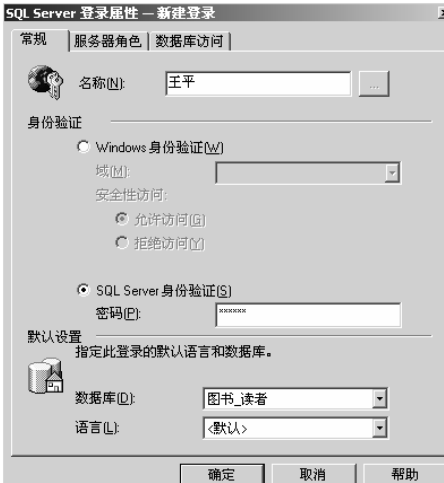 SQL Server 登录属性 — 新建登录
常规 服务器角色 数据库访问
名称(N): 王平 ...
身份验证
Windows 身份验证(W)
域(M):
安全性访问:
允许访问(G)
拒绝访问(Y)
SQL Server 身份验证(S)
密码(P): ******
默认设置
指定此登录的默认语言和数据库。
数据库(D): 图书_读者
语言(L): <默认>
确定 取消 帮助